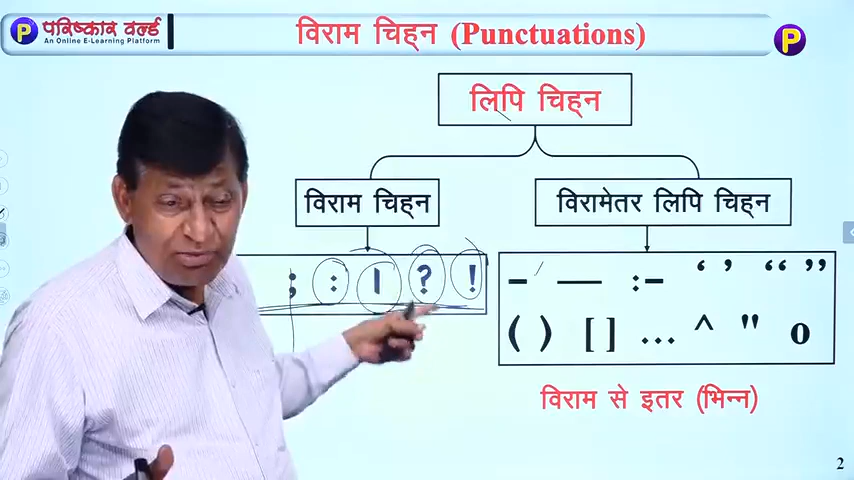 परिष्कार वर्ल्ड
An Online E-Learning Platform
विराम चिह्न (Punctuations)
लिपि चिह्न
विराम चिह्न
विरामेतर लिपि चिह्न
; : । ? !
- — :- ‘ ’ “ ”
( ) [ ] ... ^ " o
विराम से इतर (भिन्न)
2